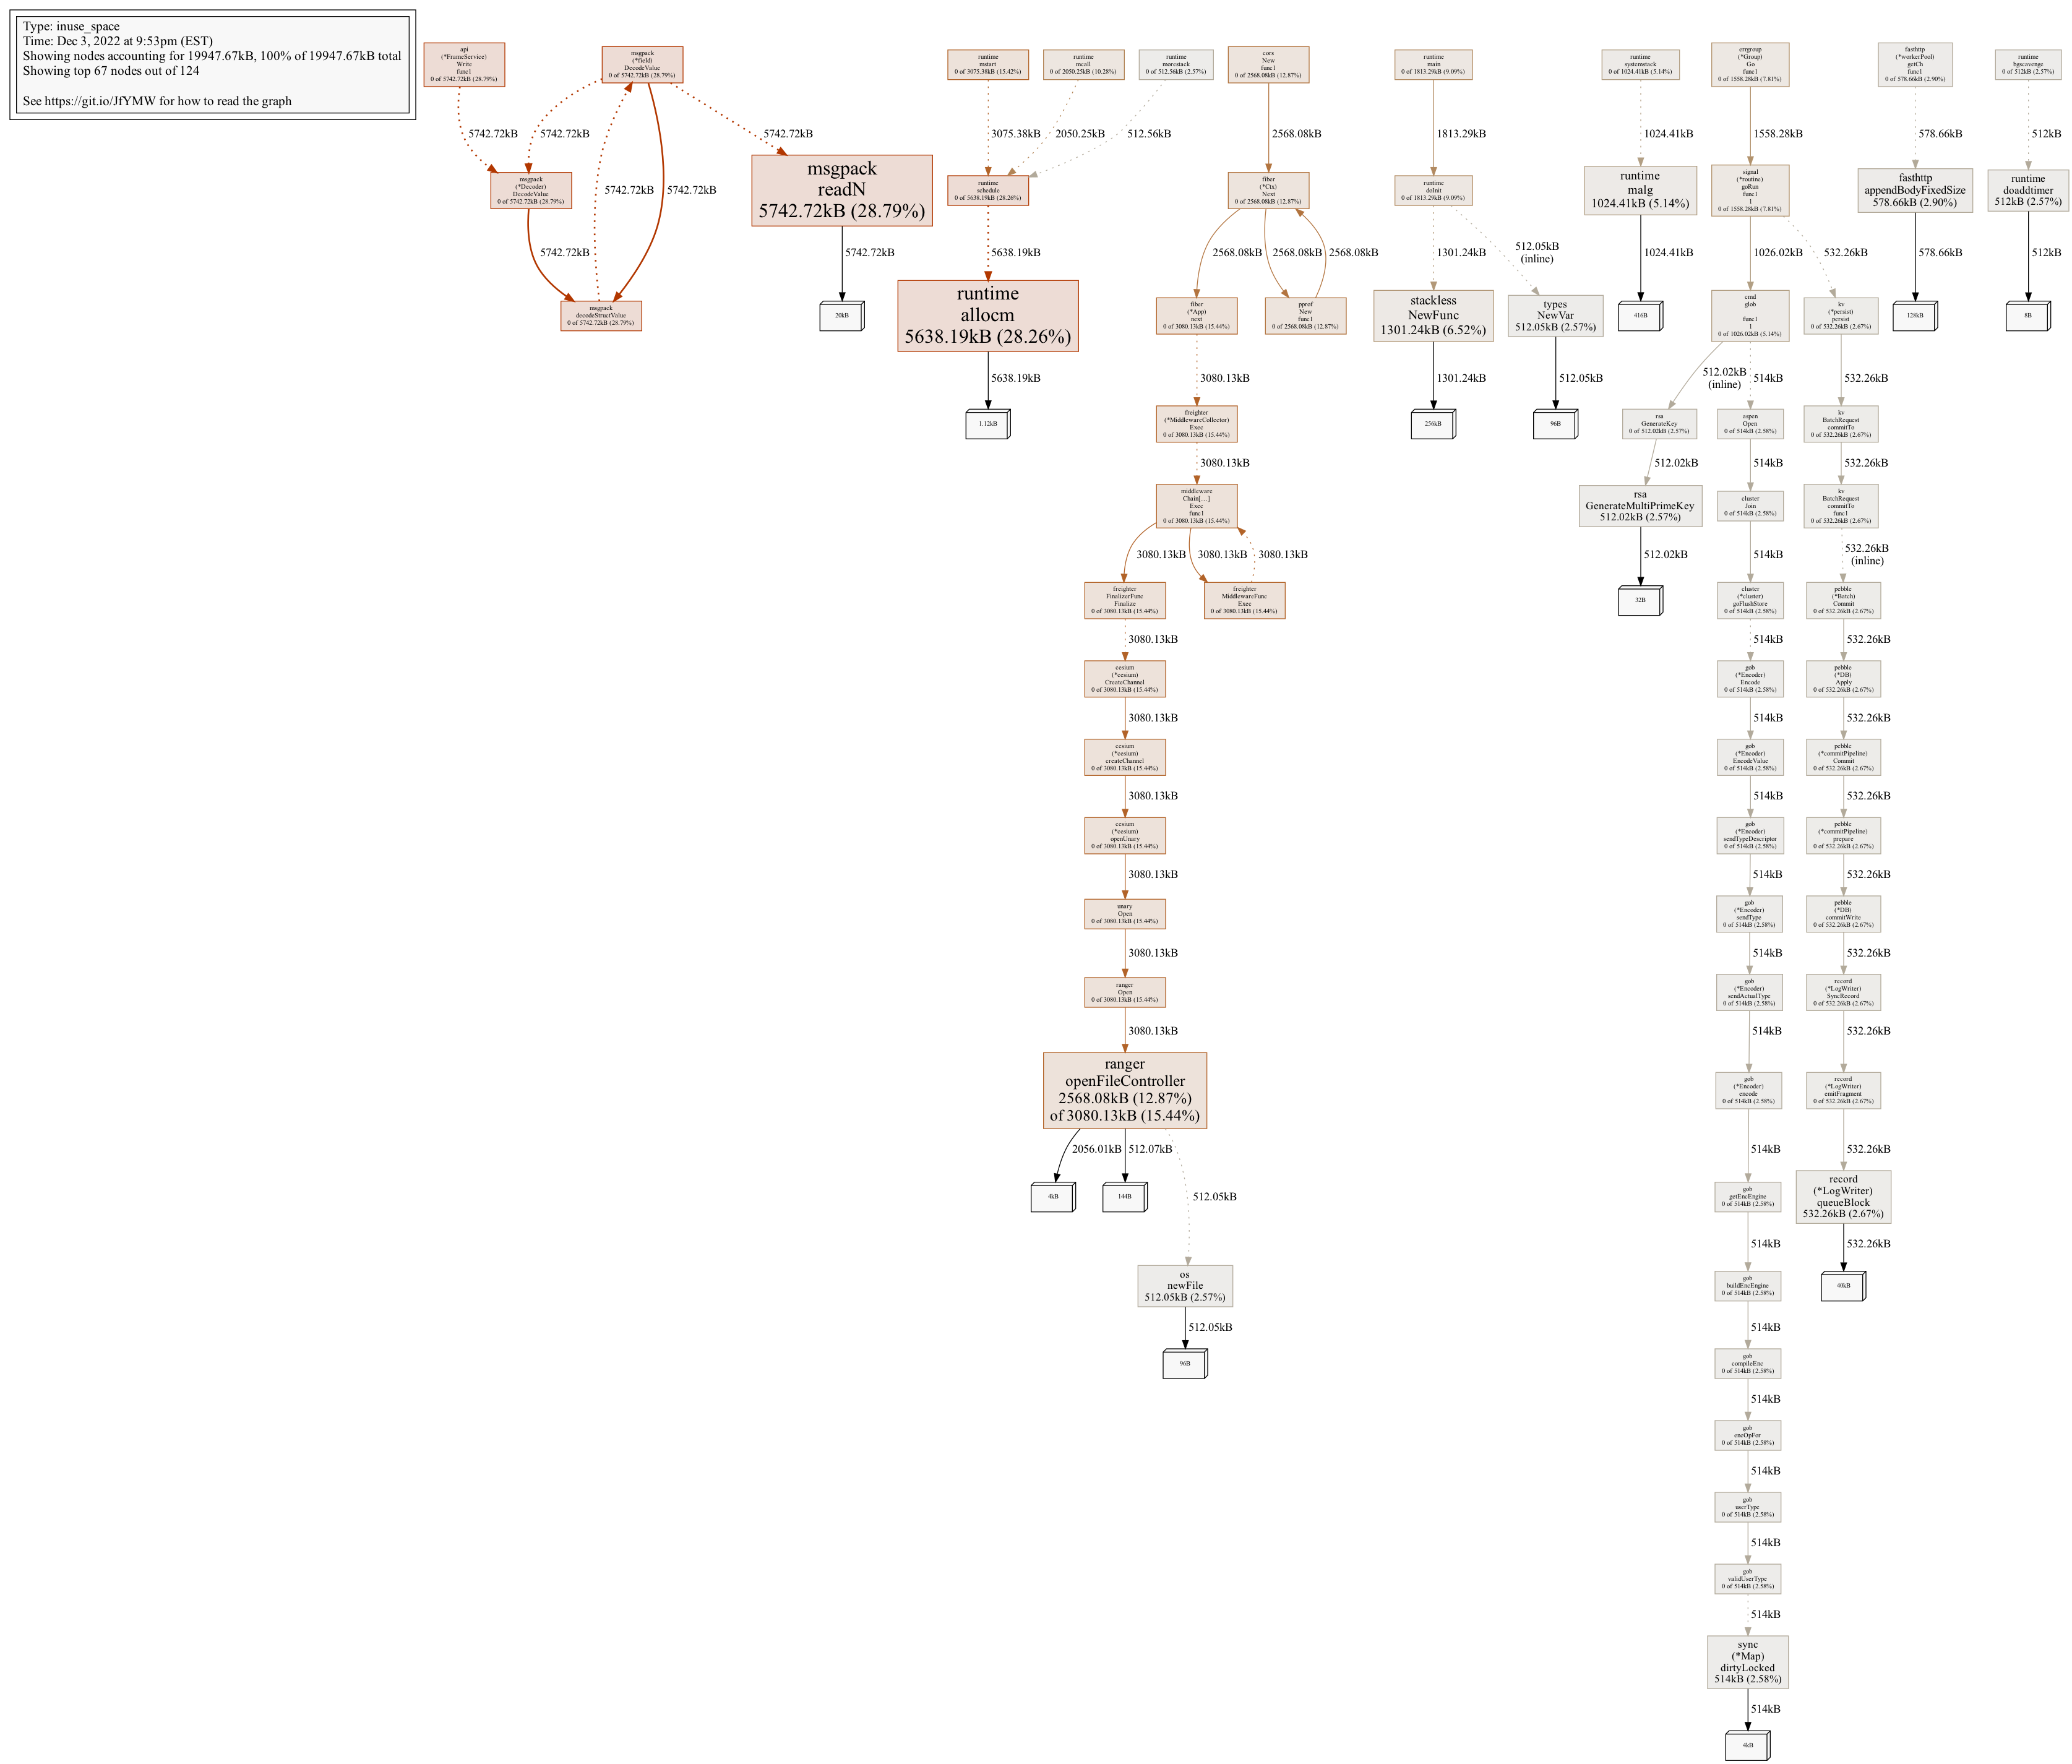 Type: inuse_space
Time: Dec 3, 2022 at 9:53pm (EST)
Showing nodes accounting for 19947.67kB, 100% of 19947.67kB total
Showing top 67 nodes out of 124
See https://git.io/JfYMW for how to read the graph
api
(*FrameService)
Write
func1
0 of 5742.72kB (28.79%)
msgpack
(*field)
DecodeValue
0 of 5742.72kB (28.79%)
runtime
mstart
0 of 3075.38kB (15.42%)
runtime
mcall
0 of 2050.25kB (10.28%)
runtime
morestack
0 of 512.56kB (2.57%)
cors
New
func1
0 of 2568.08kB (12.87%)
runtime
main
0 of 1813.29kB (9.09%)
runtime
systemstack
0 of 1024.41kB (5.14%)
errgroup
(*Group)
Go
func1
0 of 1558.28kB (7.81%)
fasthttp
(*workerPool)
getCh
func1
0 of 578.66kB (2.90%)
runtime
bgscavenge
0 of 512kB (2.57%)
5742.72kB
5742.72kB
5742.72kB
3075.38kB
2050.25kB
512.56kB
2568.08kB
1813.29kB
1024.41kB
1558.28kB
578.66kB
512kB
msgpack
(*Decoder)
DecodeValue
0 of 5742.72kB (28.79%)
5742.72kB
5742.72kB
msgpack
readN
5742.72kB (28.79%)
runtime
schedule
0 of 5638.19kB (28.26%)
fiber
(*Ctx)
Next
0 of 2568.08kB (12.87%)
runtime
doInit
0 of 1813.29kB (9.09%)
runtime
malg
1024.41kB (5.14%)
signal
(*routine)
goRun
func1
1
0 of 1558.28kB (7.81%)
fasthttp
appendBodyFixedSize
578.66kB (2.90%)
runtime
doaddtimer
512kB (2.57%)
5742.72kB
5742.72kB
5638.19kB
2568.08kB
2568.08kB
2568.08kB
1301.24kB
512.05kB
(inline)
1024.41kB
1026.02kB
532.26kB
578.66kB
512kB
msgpack
decodeStructValue
0 of 5742.72kB (28.79%)
20kB
runtime
allocm
5638.19kB (28.26%)
fiber
(*App)
next
0 of 3080.13kB (15.44%)
pprof
New
func1
0 of 2568.08kB (12.87%)
stackless
NewFunc
1301.24kB (6.52%)
types
NewVar
512.05kB (2.57%)
416B
cmd
glob
func1
1
0 of 1026.02kB (5.14%)
kv
(*persist)
persist
0 of 532.26kB (2.67%)
128kB
8B
5638.19kB
3080.13kB
1301.24kB
512.05kB
512.02kB
(inline)
514kB
532.26kB
1.12kB
freighter
(*MiddlewareCollector)
Exec
0 of 3080.13kB (15.44%)
256kB
96B
rsa
GenerateKey
0 of 512.02kB (2.57%)
aspen
Open
0 of 514kB (2.58%)
kv
BatchRequest
commitTo
0 of 532.26kB (2.67%)
3080.13kB
512.02kB
514kB
532.26kB
middleware
Chain[…]
Exec
func1
0 of 3080.13kB (15.44%)
rsa
GenerateMultiPrimeKey
512.02kB (2.57%)
cluster
Join
0 of 514kB (2.58%)
kv
BatchRequest
commitTo
func1
0 of 532.26kB (2.67%)
3080.13kB
3080.13kB
3080.13kB
512.02kB
514kB
532.26kB
(inline)
freighter
FinalizerFunc
Finalize
0 of 3080.13kB (15.44%)
freighter
MiddlewareFunc
Exec
0 of 3080.13kB (15.44%)
32B
cluster
(*cluster)
goFlushStore
0 of 514kB (2.58%)
pebble
(*Batch)
Commit
0 of 532.26kB (2.67%)
3080.13kB
514kB
532.26kB
cesium
(*cesium)
CreateChannel
0 of 3080.13kB (15.44%)
gob
(*Encoder)
Encode
0 of 514kB (2.58%)
pebble
(*DB)
Apply
0 of 532.26kB (2.67%)
3080.13kB
514kB
532.26kB
cesium
(*cesium)
createChannel
0 of 3080.13kB (15.44%)
gob
(*Encoder)
EncodeValue
0 of 514kB (2.58%)
pebble
(*commitPipeline)
Commit
0 of 532.26kB (2.67%)
3080.13kB
514kB
532.26kB
cesium
(*cesium)
openUnary
0 of 3080.13kB (15.44%)
gob
(*Encoder)
sendTypeDescriptor
0 of 514kB (2.58%)
pebble
(*commitPipeline)
prepare
0 of 532.26kB (2.67%)
3080.13kB
514kB
532.26kB
unary
Open
0 of 3080.13kB (15.44%)
gob
(*Encoder)
sendType
0 of 514kB (2.58%)
pebble
(*DB)
commitWrite
0 of 532.26kB (2.67%)
3080.13kB
514kB
532.26kB
ranger
Open
0 of 3080.13kB (15.44%)
gob
(*Encoder)
sendActualType
0 of 514kB (2.58%)
record
(*LogWriter)
SyncRecord
0 of 532.26kB (2.67%)
3080.13kB
514kB
532.26kB
ranger
openFileController
2568.08kB (12.87%)
of 3080.13kB (15.44%)
gob
(*Encoder)
encode
0 of 514kB (2.58%)
record
(*LogWriter)
emitFragment
0 of 532.26kB (2.67%)
2056.01kB
512.07kB
512.05kB
514kB
532.26kB
4kB
144B
gob
getEncEngine
0 of 514kB (2.58%)
record
(*LogWriter)
queueBlock
532.26kB (2.67%)
514kB
532.26kB
os
newFile
512.05kB (2.57%)
gob
buildEncEngine
0 of 514kB (2.58%)
40kB
512.05kB
514kB
96B
gob
compileEnc
0 of 514kB (2.58%)
514kB
gob
encOpFor
0 of 514kB (2.58%)
514kB
gob
userType
0 of 514kB (2.58%)
514kB
gob
validUserType
0 of 514kB (2.58%)
514kB
sync
(*Map)
dirtyLocked
514kB (2.58%)
514kB
4kB